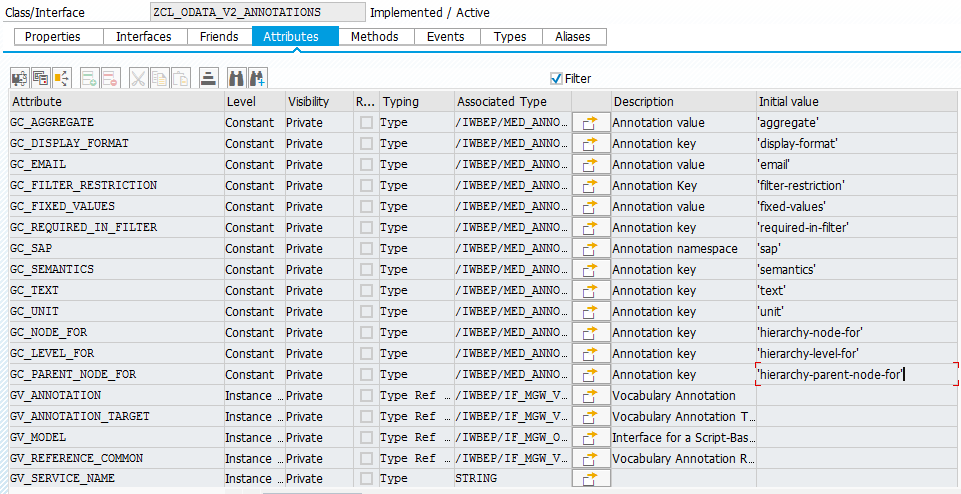 Class/Interface ZCL_ODATA_V2_ANNOTATIONS Implemented / Active
Properties Interfaces Friends Attributes Methods Events Types Aliases
Filter
Attribute Level Visibility R... Typing Associated Type Description Initial value
GC_AGGREGATE Constant Private Type /IWBEP/MED_ANNO... Annotation value 'aggregate'
GC_DISPLAY_FORMAT Constant Private Type /IWBEP/MED_ANNO... Annotation key 'display-format'
GC_EMAIL Constant Private Type /IWBEP/MED_ANNO... Annotation value 'email'
GC_FILTER_RESTRICTION Constant Private Type /IWBEP/MED_ANNO... Annotation Key 'filter-restriction'
GC_FIXED_VALUES Constant Private Type /IWBEP/MED_ANNO... Annotation value 'fixed-values'
GC_REQUIRED_IN_FILTER Constant Private Type /IWBEP/MED_ANNO... Annotation key 'required-in-filter'
GC_SAP Constant Private Type /IWBEP/MED_ANNO... Annotation namespace 'sap'
GC_SEMANTICS Constant Private Type /IWBEP/MED_ANNO... Annotation key 'semantics'
GC_TEXT Constant Private Type /IWBEP/MED_ANNO... Annotation key 'text'
GC_UNIT Constant Private Type /IWBEP/MED_ANNO... Annotation key 'unit'
GC_NODE_FOR Constant Private Type /IWBEP/MED_ANNO... Annotation key 'hierarchy-node-for'
GC_LEVEL_FOR Constant Private Type /IWBEP/MED_ANNO... Annotation key 'hierarchy-level-for'
GC_PARENT_NODE_FOR Constant Private Type /IWBEP/MED_ANNO... Annotation key 'hierarchy-parent-node-for'
GV_ANNOTATION Instance ... Private Type Ref ... /IWBEP/IF_MGW_V... Vocabulary Annotation
GV_ANNOTATION_TARGET Instance ... Private Type Ref ... /IWBEP/IF_MGW_V... Vocabulary Annotation T...
GV_MODEL Instance ... Private Type Ref ... /IWBEP/IF_MGW_O... Interface for a Script-Bas...
GV_REFERENCE_COMMON Instance ... Private Type Ref ... /IWBEP/IF_MGW_V... Vocabulary Annotation R...
GV_SERVICE_NAME Instance ... Private Type STRING